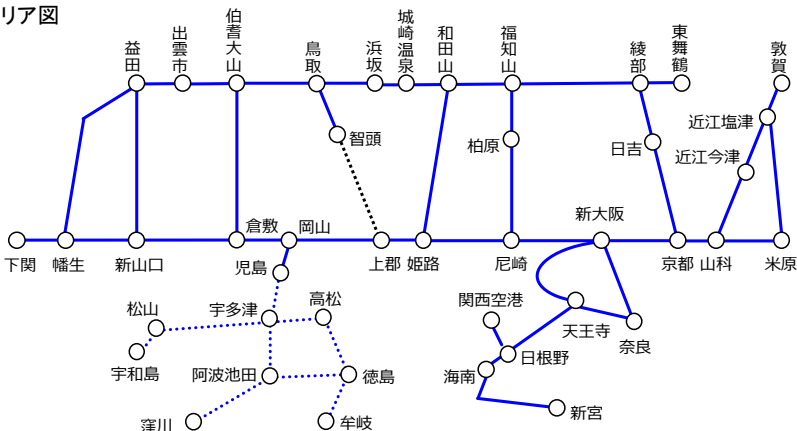 リア図
益田
出雲市
伯耆大山
鳥取
浜坂
城崎温泉
和田山
福知山
綾部
東舞鶴
敦賀
智頭
柏原
日吉
近江塩津
近江今津
下関
幡生
新山口
倉敷
岡山
上郡
姫路
尼崎
新大阪
京都
山科
米原
児島
松山
宇多津
高松
宇和島
阿波池田
徳島
窪川
牟岐
関西空港
天王寺
奈良
日根野
海南
新宮